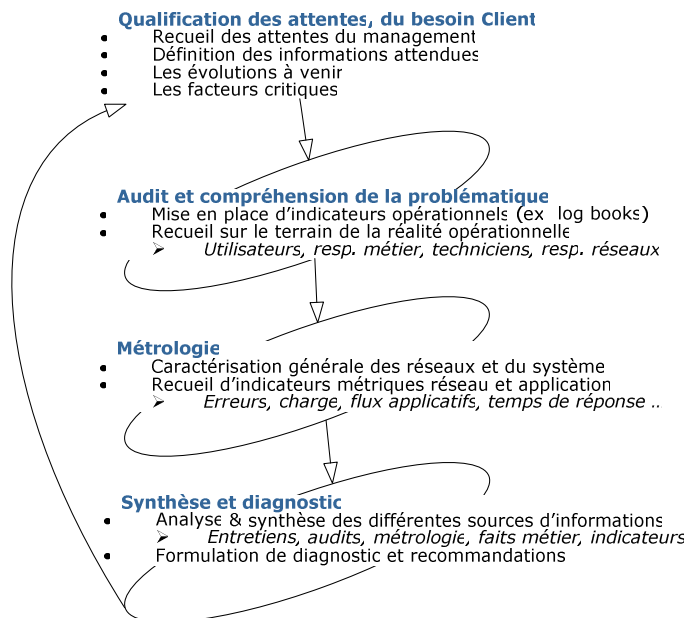 Qualification des attentes, du besoin Client
• Recueil des attentes du management
• Définition des informations attendues
• Les évolutions à venir
• Les facteurs critiques
Audit et compréhension de la problématique
• Mise en place d'indicateurs opérationnels (ex log books)
• Recueil sur le terrain de la réalité opérationnelle
➢ Utilisateurs, resp. métier, techniciens, resp. réseaux
Métrologie
• Caractérisation générale des réseaux et du système
• Recueil d'indicateurs métriques réseau et application
➢ Erreurs, charge, flux applicatifs, temps de réponse ..
Synthèse et diagnostic
• Analyse & synthèse des différentes sources d'informations
➢ Entretiens, audits, métrologie, faits métier, indicateurs
• Formulation de diagnostic et recommandations